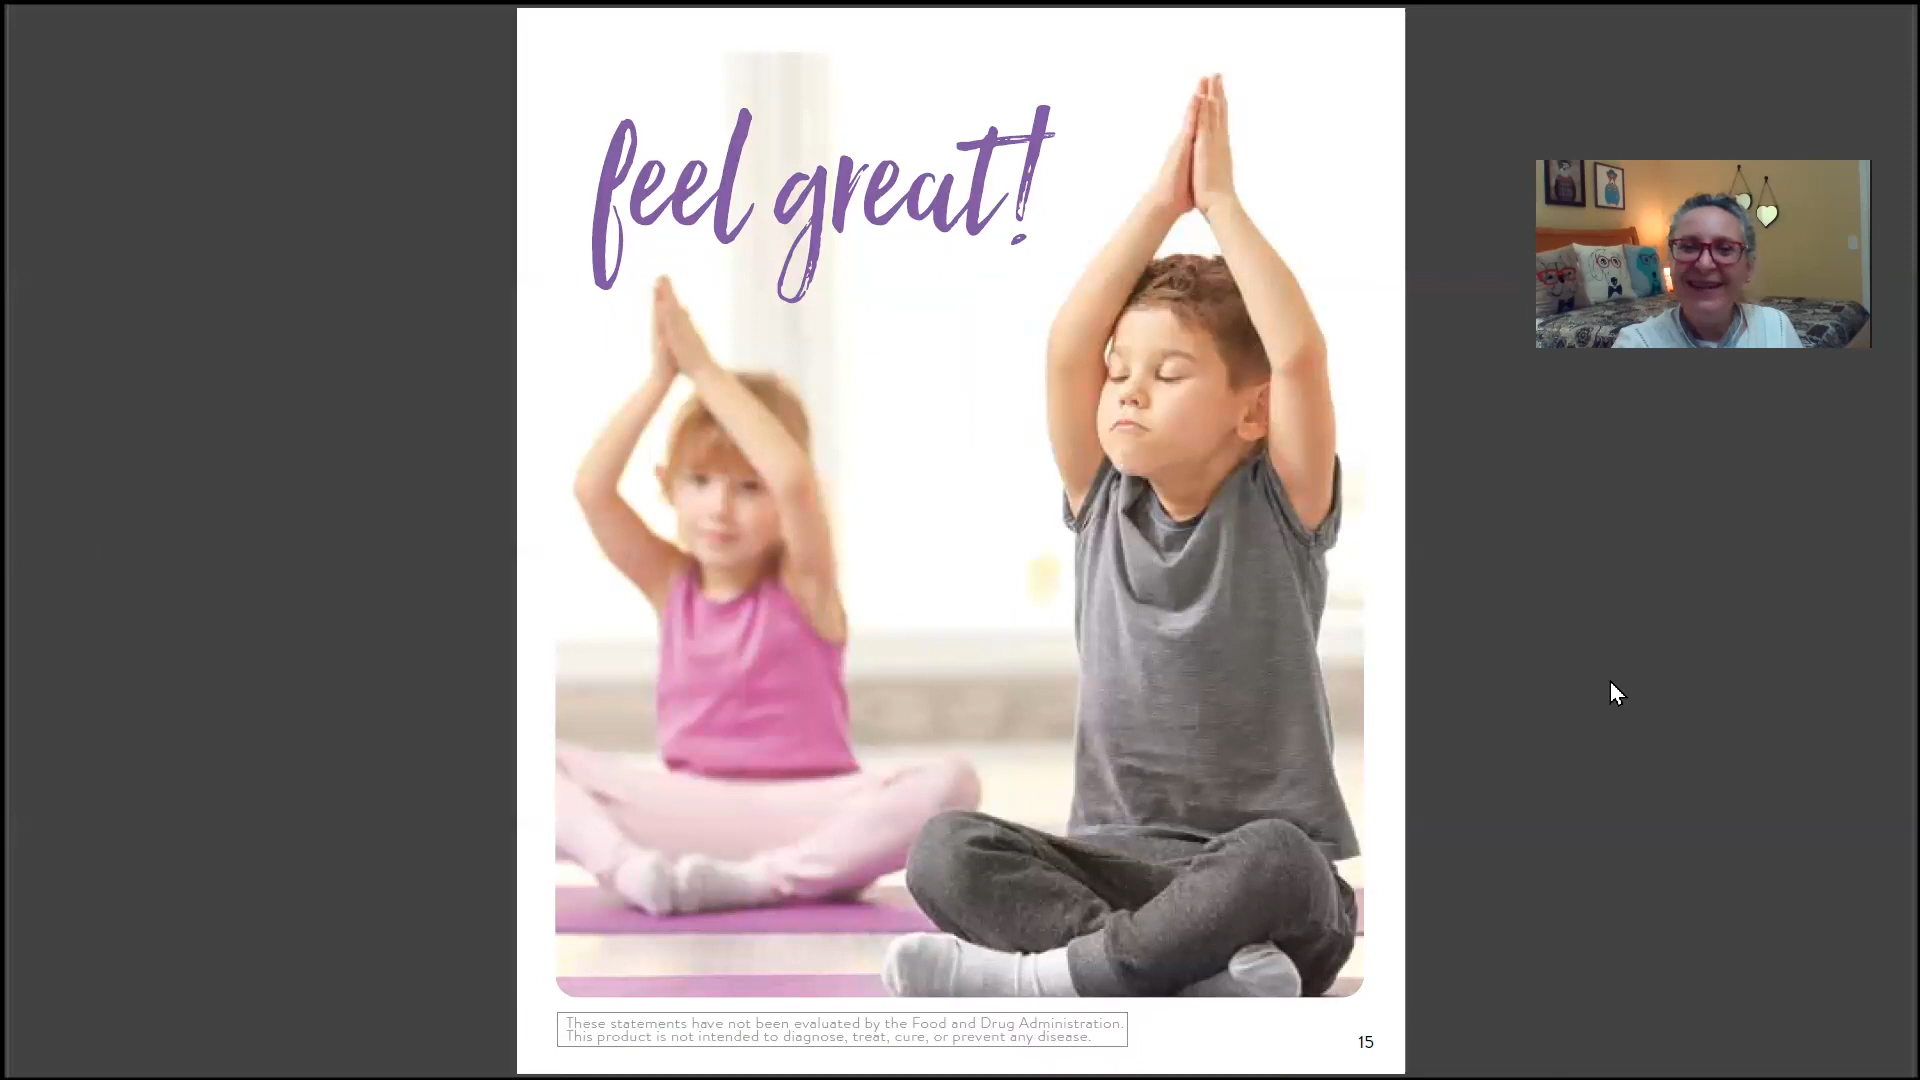 feel great!
These statements have not been evaluated by the Food and Drug Administration.
This product is not intended to diagnose, treat, cure, or prevent any disease.
15